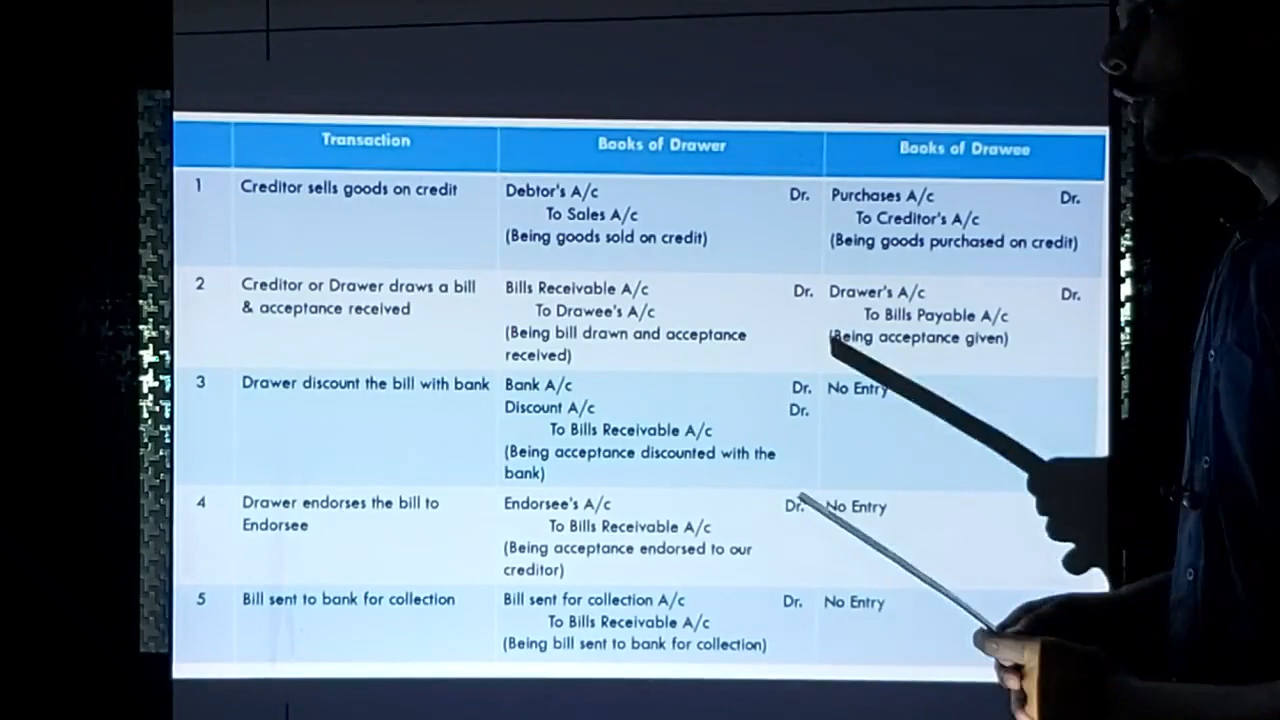 Transaction Books of Drawer Books of Drawee
1 Creditor sells goods on credit Debtor's A/c Dr. Purchases A/c Dr.
To Sales A/c To Creditor's A/c
(Being goods sold on credit) (Being goods purchased on credit)
2 Creditor or Drawer draws a bill Bills Receivable A/c Dr. Drawer's A/c Dr.
& acceptance received To Drawee's A/c To Bills Payable A/c
(Being bill drawn and acceptance (Being acceptance given)
received)
3 Drawer discount the bill with bank Bank A/c Dr. No Entry
Discount A/c Dr.
To Bills Receivable A/c
(Being acceptance discounted with the
bank)
4 Drawer endorses the bill to Endorsee's A/c Dr. No Entry
Endorsee To Bills Receivable A/c
(Being acceptance endorsed to our
creditor)
5 Bill sent to bank for collection Bill sent for collection A/c Dr. No Entry
To Bills Receivable A/c
(Being bill sent to bank for collection)